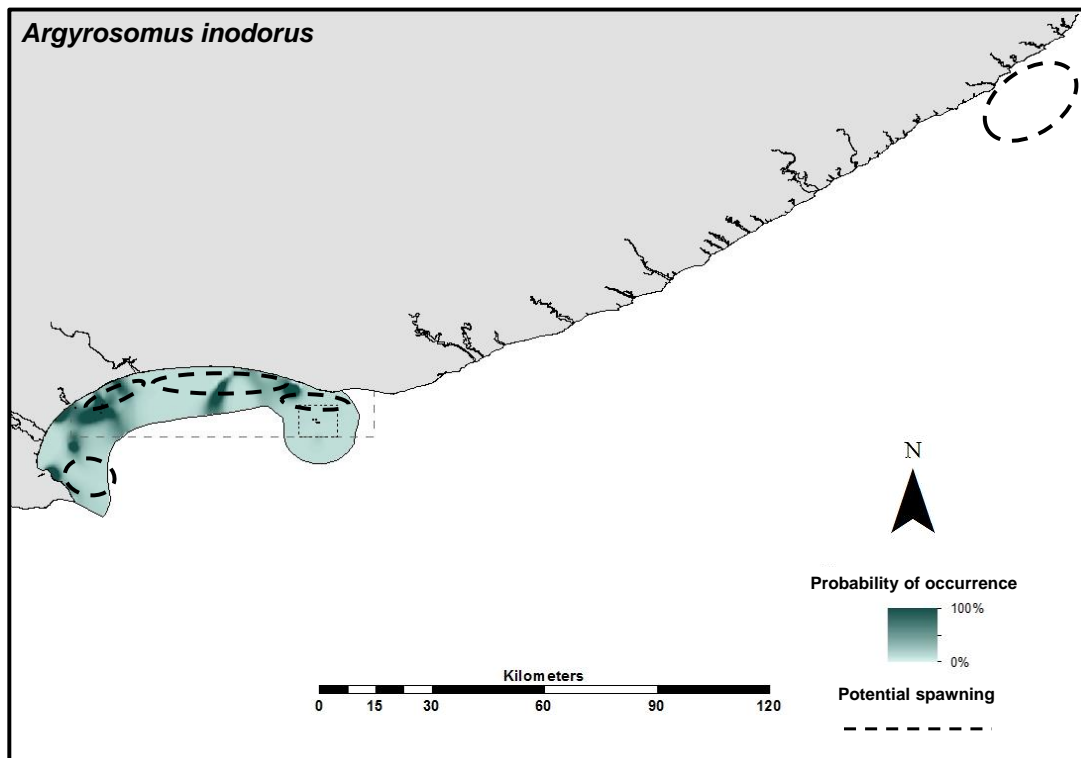 Argyrosomus inodorus
N
Probability of occurrence
100%
0%
Kilometers
0 15 30 60 90 120
Potential spawning